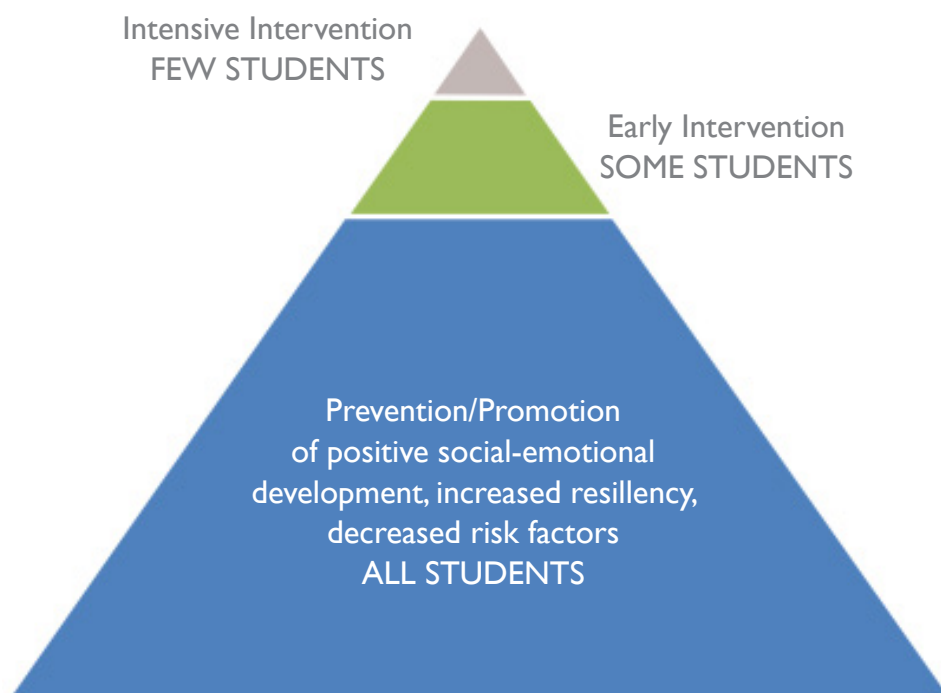 Intensive Intervention
FEW STUDENTS
Early Intervention
SOME STUDENTS
Prevention/Promotion
of positive social-emotional
development, increased resillency,
decreased risk factors
ALL STUDENTS